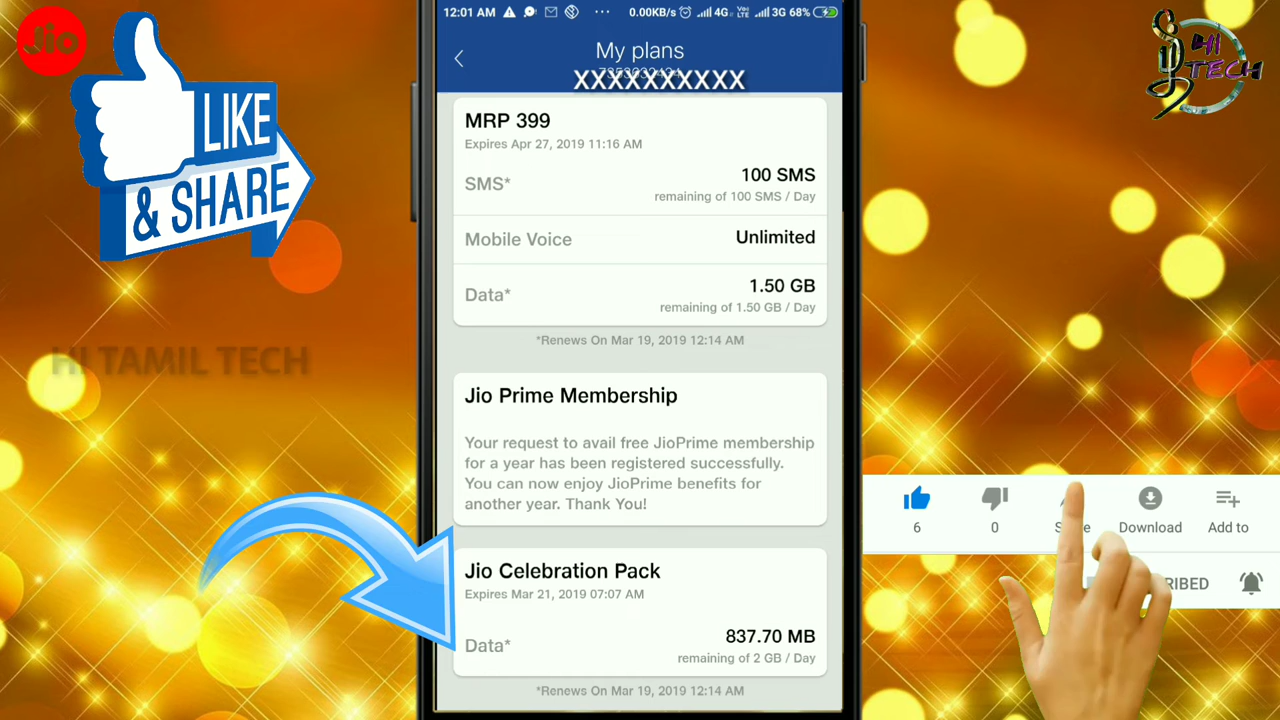 Jio
LIKE
& SHARE
HI TAMIL TECH
12:01 AM
0.00KB/s
4G
VoLTE
3G 68%
My plans
XXXXXXXXXX
MRP 399
Expires Apr 27, 2019 11:16 AM
SMS*
100 SMS
remaining of 100 SMS / Day
Mobile Voice
Unlimited
Data*
1.50 GB
remaining of 1.50 GB / Day
*Renews On Mar 19, 2019 12:14 AM
Jio Prime Membership
Your request to avail free JioPrime membership
for a year has been registered successfully.
You can now enjoy JioPrime benefits for
another year. Thank You!
Jio Celebration Pack
Expires Mar 21, 2019 07:07 AM
Data*
837.70 MB
remaining of 2 GB / Day
*Renews On Mar 19, 2019 12:14 AM
TECH
6
0
Download
Add to